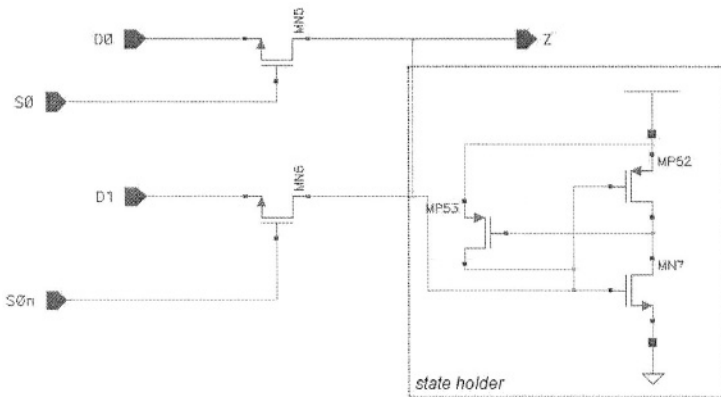 D0
MN5
Z
S0
D1
MN6
S0n
MP52
MP53
MN7
state holder